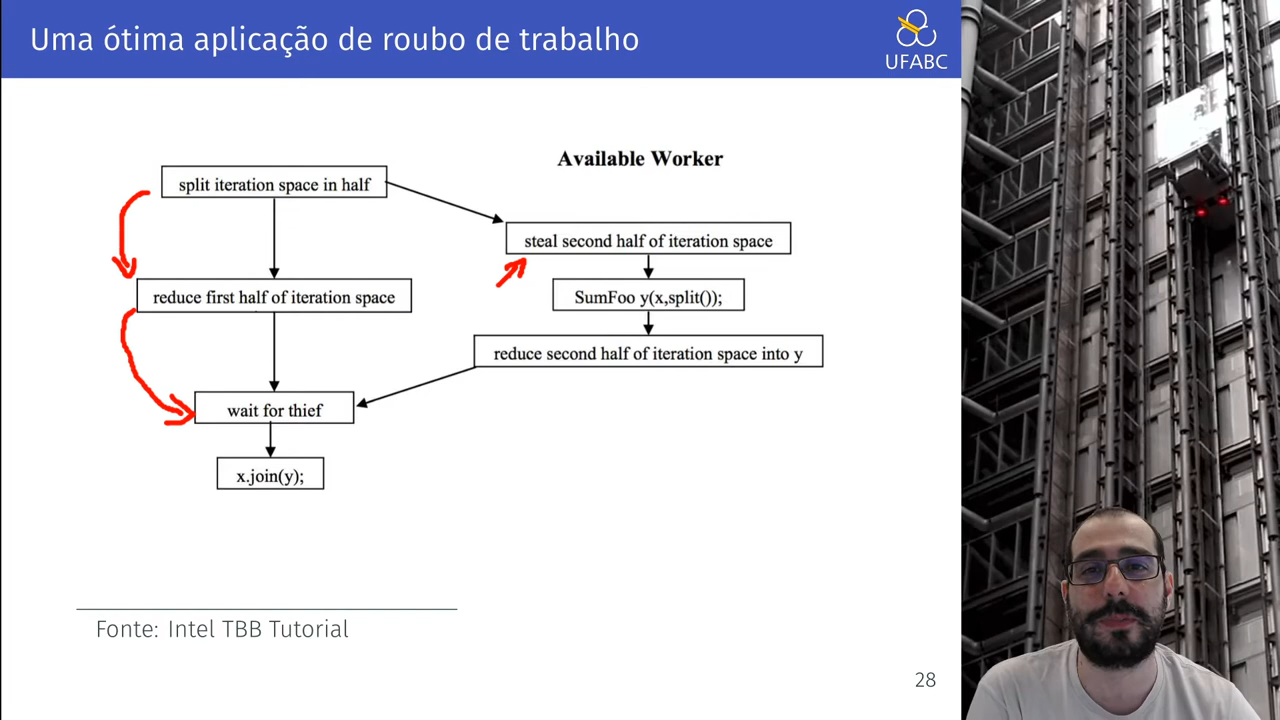 Uma ótima aplicação de roubo de trabalho
UFABC
Available Worker
split iteration space in half
steal second half of iteration space
reduce first half of iteration space
SumFoo y(x,split());
reduce second half of iteration space into y
wait for thief
x.join(y);
Fonte: Intel TBB Tutorial
28